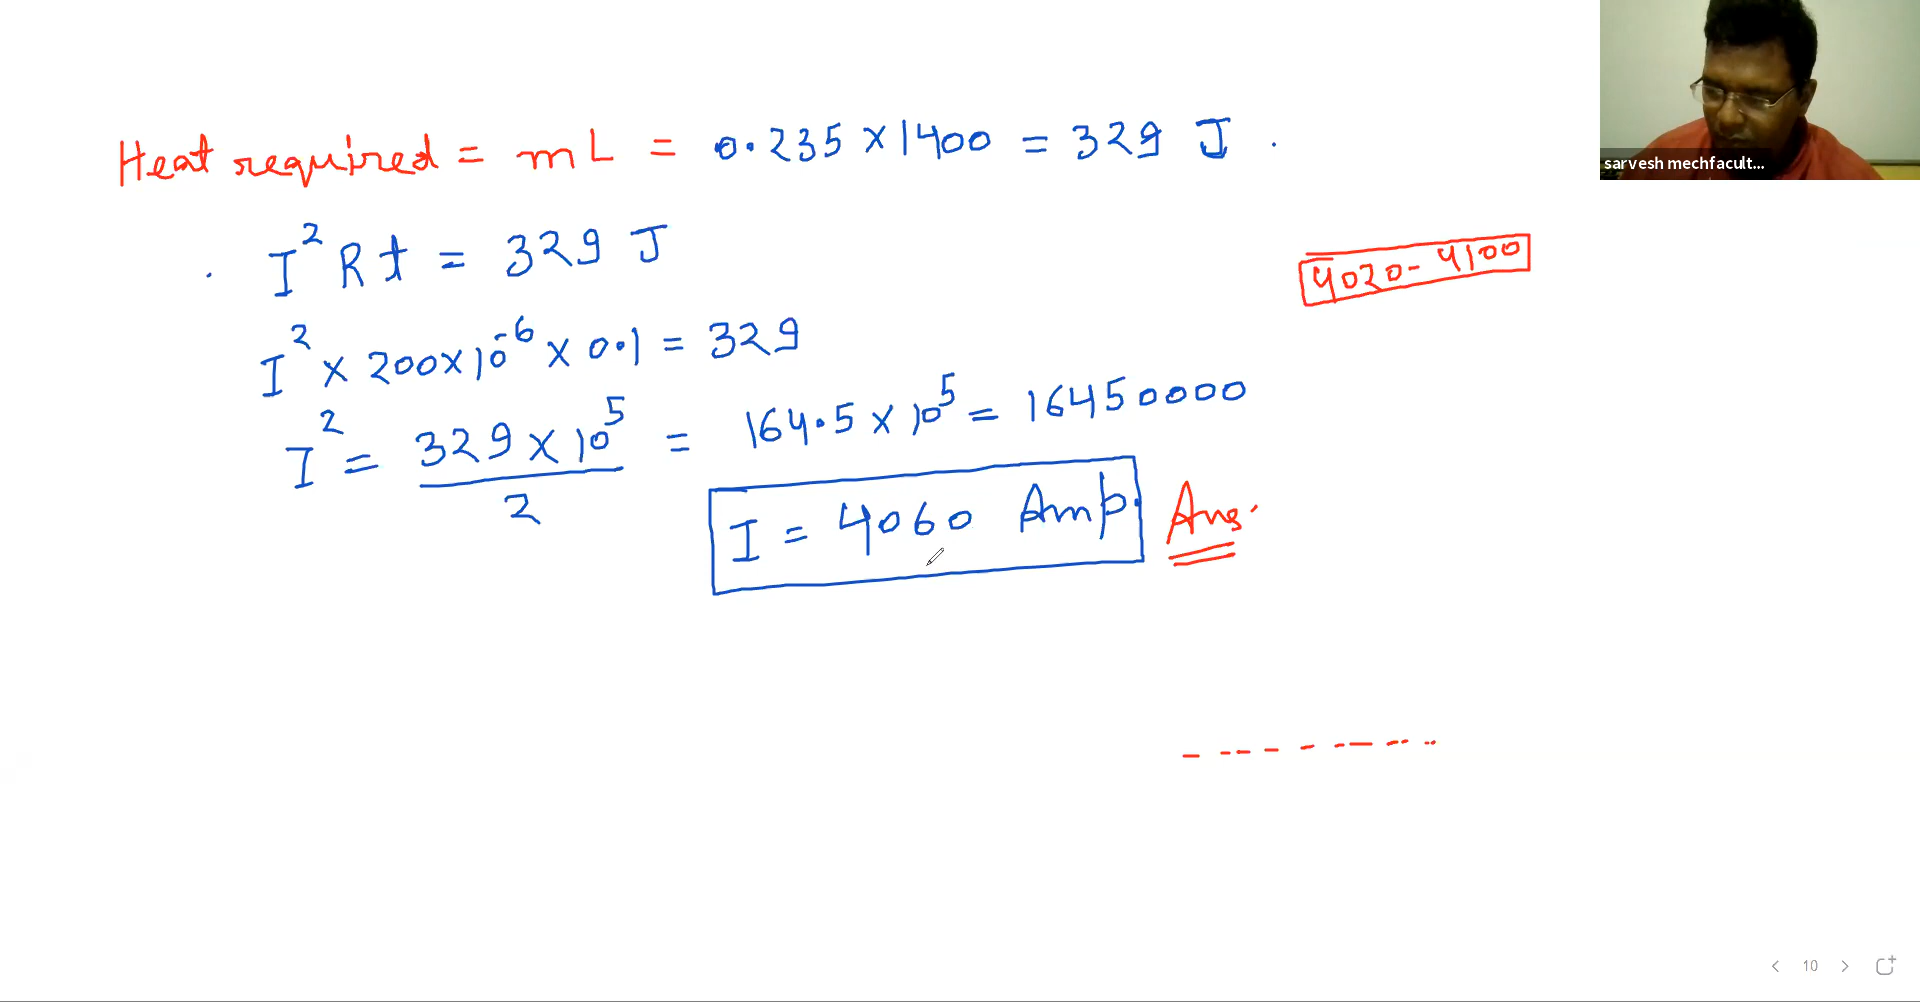 Heat required = mL = 0.235 × 1400 = 329 J .
sarvesh mechfacult...
I² R t = 329 J
4020 - 4100
I² × 200 × 10⁻⁶ × 0.1 = 329
I² = 329 × 10⁵ / 2 = 164.5 × 10⁵ = 16450000
I = 4060 Amp. Ans.
10